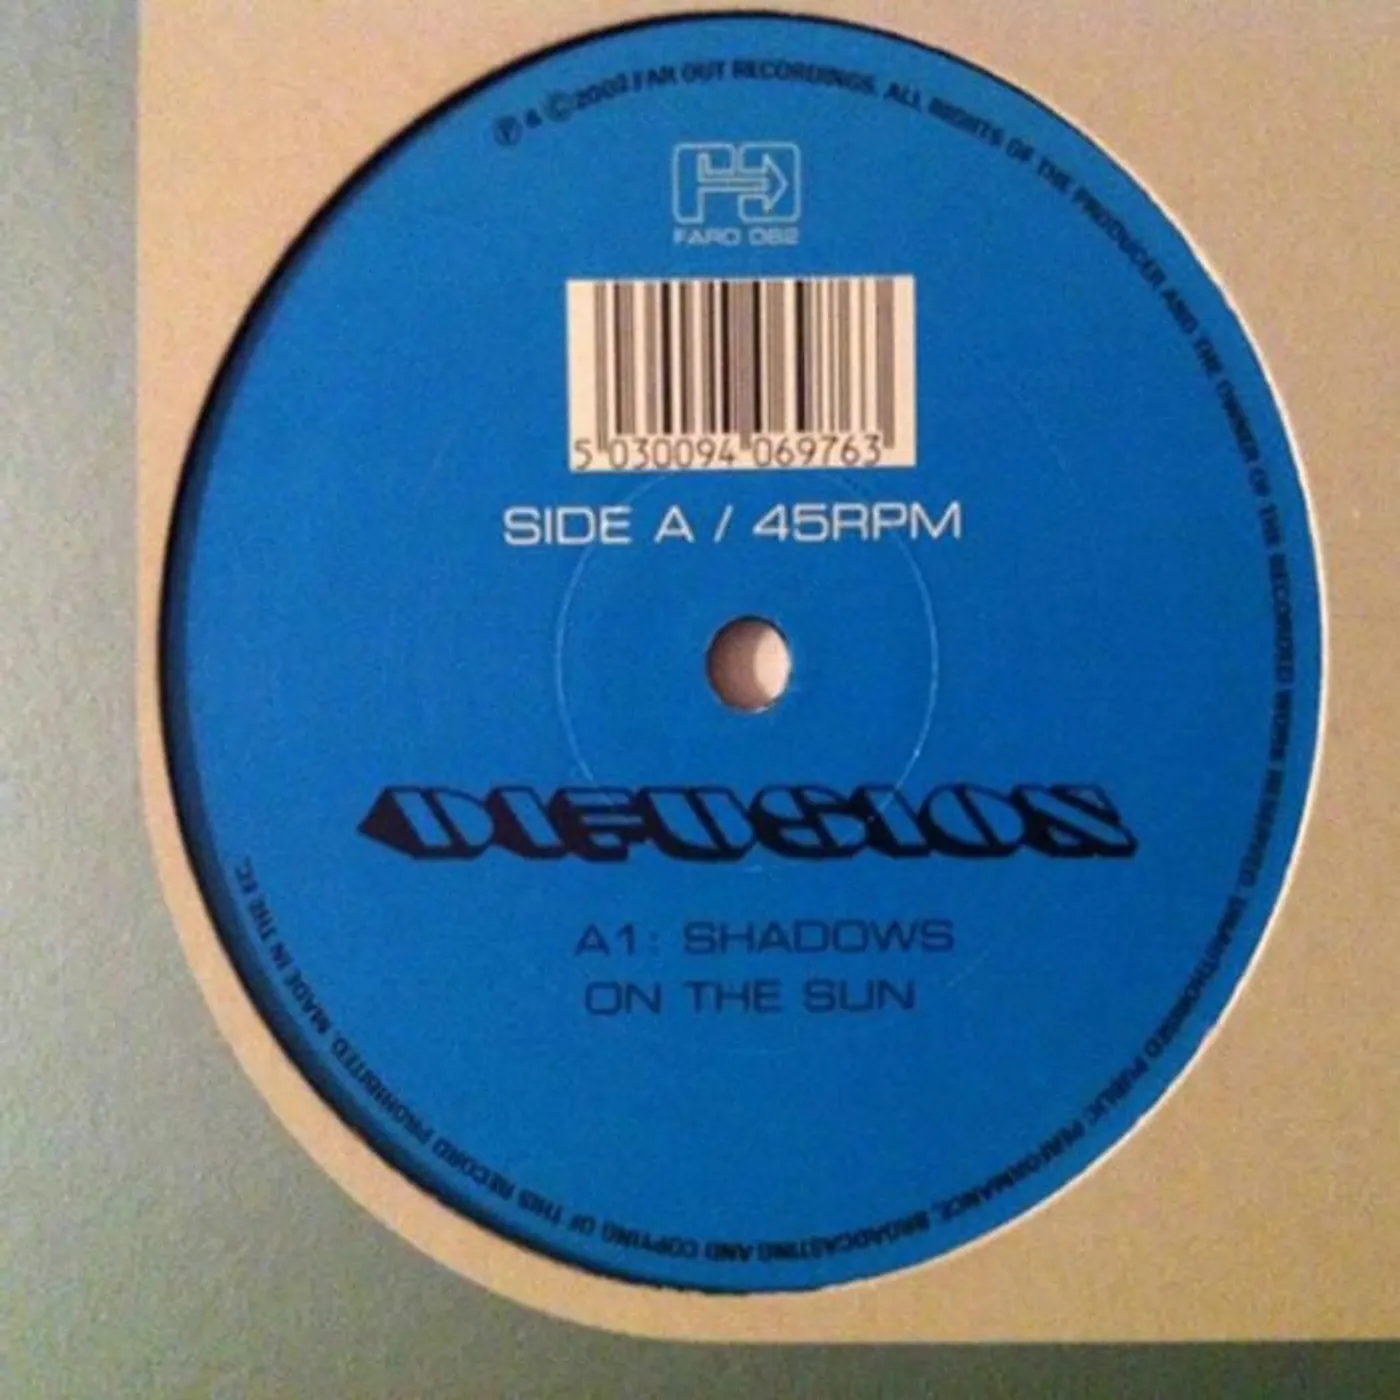 ℗ & ©2002 FAR OUT RECORDINGS. ALL RIGHTS OF THE PRODUCER AND THE OWNER OF THE RECORDED WORK RESERVED. UNAUTHORISED PUBLIC PERFORMANCE, BROADCASTING AND COPYING OF THIS RECORD PROHIBITED. MADE IN THE EC.
FARO 062
5 030094 069763
SIDE A / 45RPM
DIFUSION
A1: SHADOWS
ON THE SUN